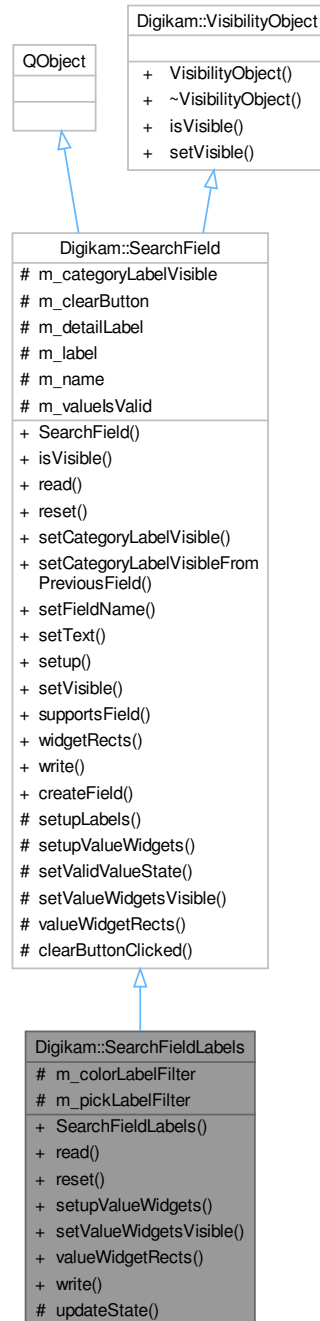 Digikam::VisibilityObject
+ VisibilityObject()
+ ~VisibilityObject()
+ isVisible()
+ setVisible()
QObject
Digikam::SearchField
# m_categoryLabelVisible
# m_clearButton
# m_detailLabel
# m_label
# m_name
# m_valueIsValid
+ SearchField()
+ isVisible()
+ read()
+ reset()
+ setCategoryLabelVisible()
+ setCategoryLabelVisibleFrom
PreviousField()
+ setFieldName()
+ setText()
+ setup()
+ setVisible()
+ supportsField()
+ widgetRects()
+ write()
+ createField()
# setupLabels()
# setupValueWidgets()
# setValidValueState()
# setValueWidgetsVisible()
# valueWidgetRects()
# clearButtonClicked()
Digikam::SearchFieldLabels
# m_colorLabelFilter
# m_pickLabelFilter
+ SearchFieldLabels()
+ read()
+ reset()
+ setupValueWidgets()
+ setValueWidgetsVisible()
+ valueWidgetRects()
+ write()
# updateState()